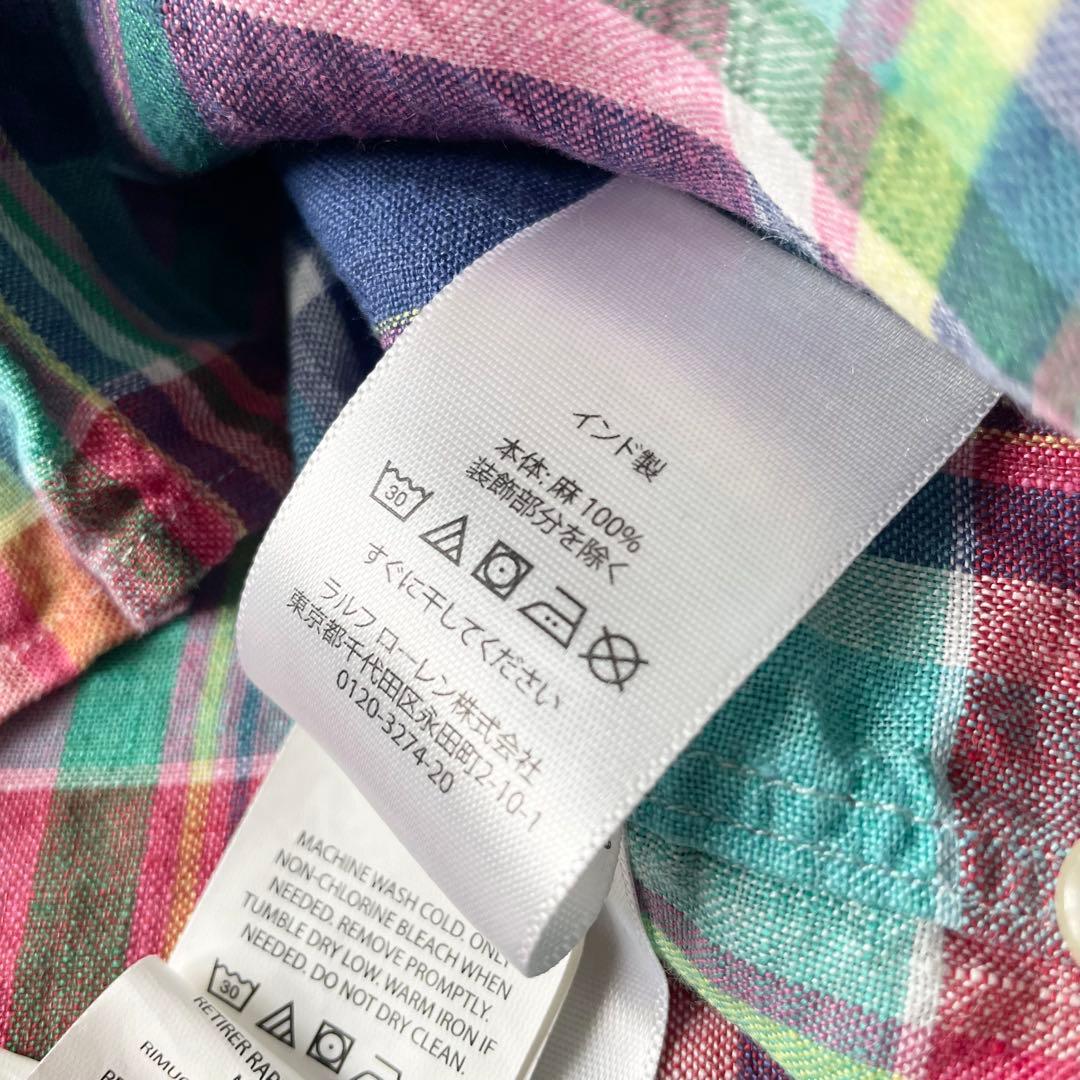 インド製
本体: 麻 100%
装飾部分を除く
30
すぐに干してください
ラルフ ローレン株式会社
東京都千代田区永田町2-10-1
0120-3274-20
MACHINE WASH COLD. ONLY
NON-CHLORINE BLEACH WHEN
NEEDED. REMOVE PROMPTLY.
TUMBLE DRY LOW. WARM IRON IF
NEEDED. DO NOT DRY CLEAN.
30